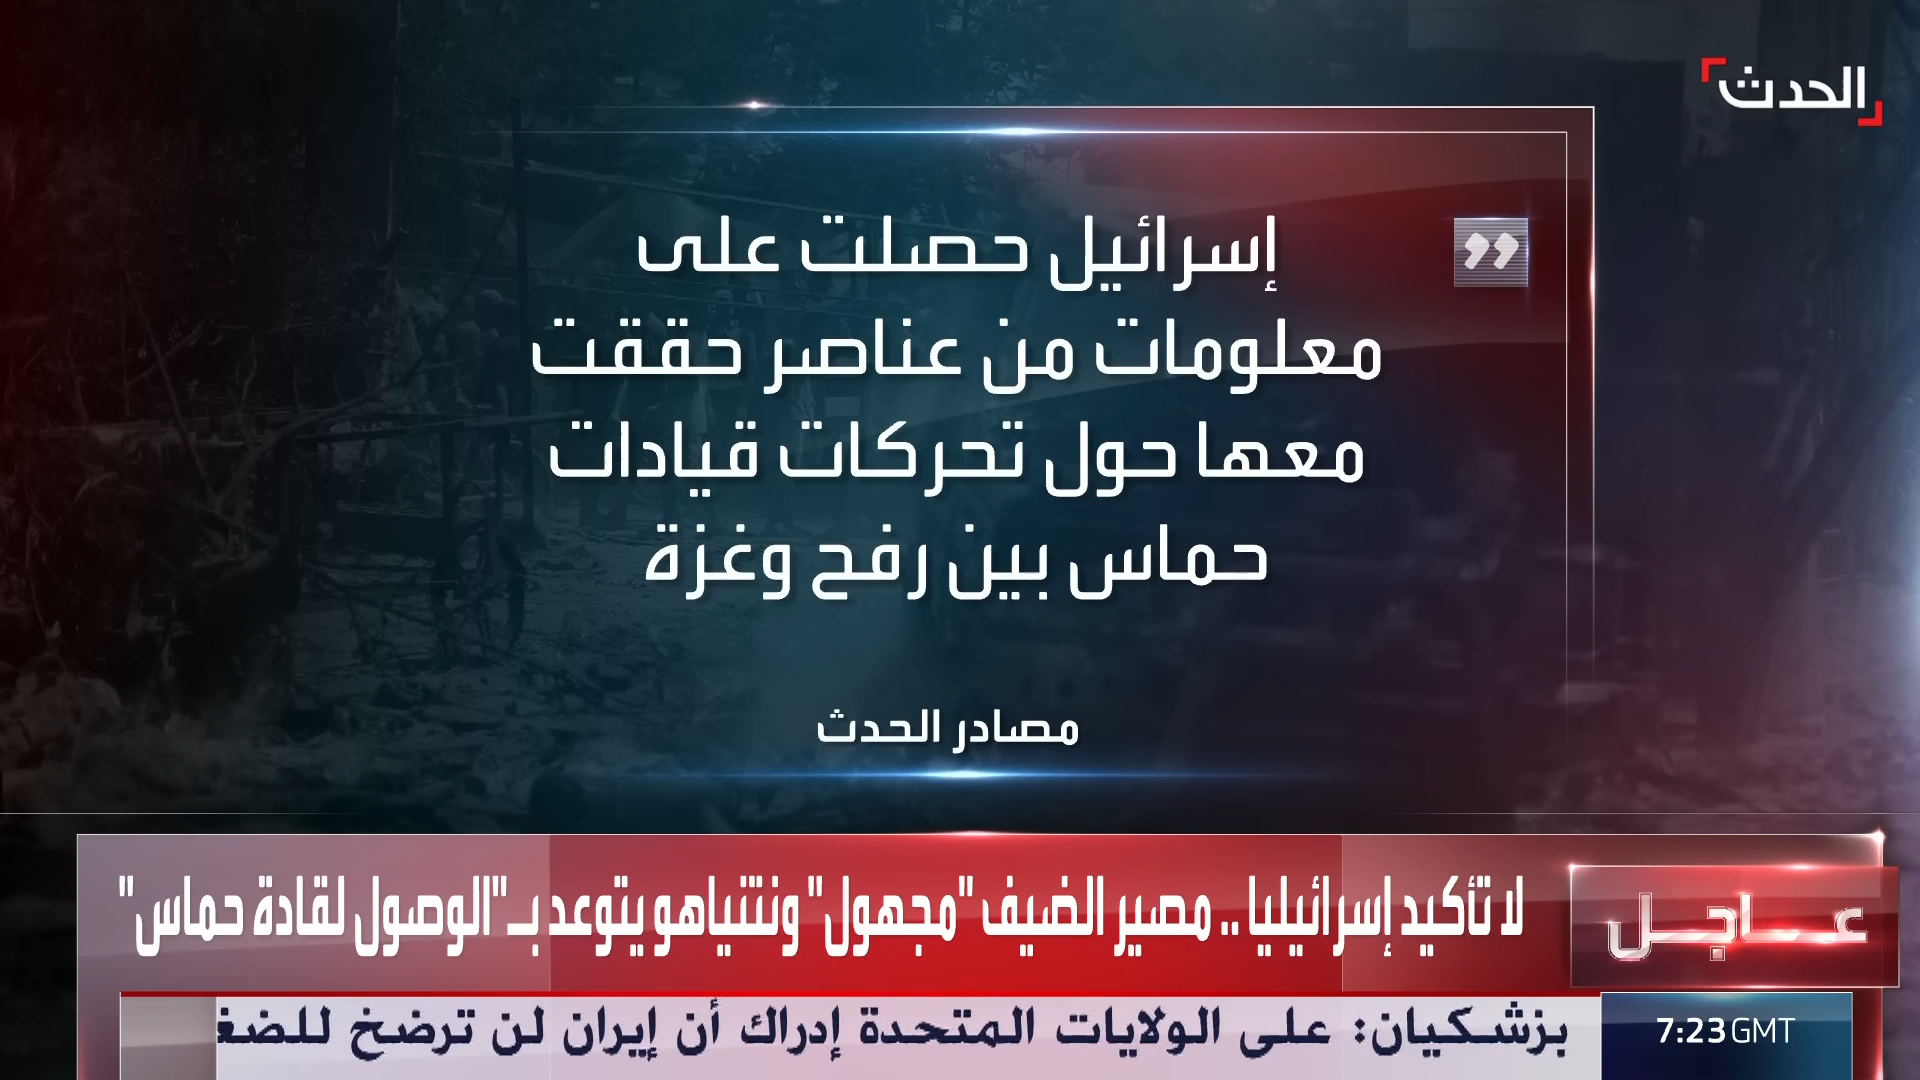 الحدث
إسرائيل حصلت على
معلومات من عناصر حققت
معها حول تحركات قيادات
حماس بين رفح وغزة
مصادر الحدث
عاجل
لا تأكيد إسرائيليا .. مصير الضيف "مجهول" ونتنياهو يتوعد بـ"الوصول لقادة حماس"
بزشكيان: على الولايات المتحدة إدراك أن إيران لن ترضخ
7:23 GMT